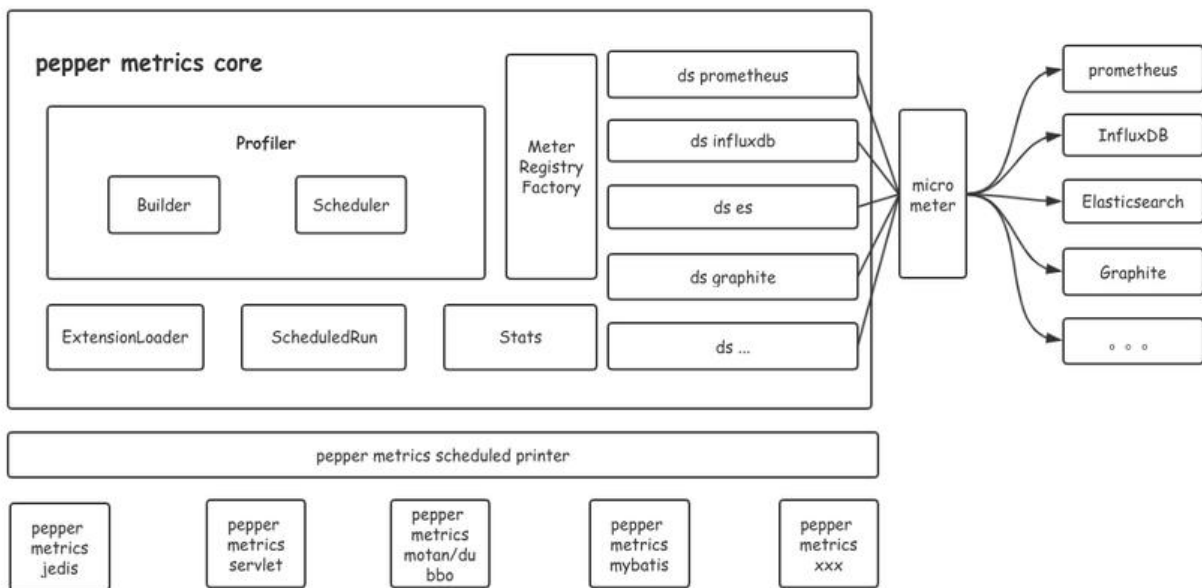 pepper metrics core
Profiler
Builder
Scheduler
ExtensionLoader
ScheduledRun
Stats
Meter
Registry
Factory
ds prometheus
ds influxdb
ds es
ds graphite
ds ...
micro
meter
prometheus
InfluxDB
Elasticsearch
Graphite
。。。
pepper metrics scheduled printer
pepper
metrics
jedis
pepper
metrics
servlet
pepper
metrics
motan/du
bbo
pepper
metrics
mybatis
pepper
metrics
xxx